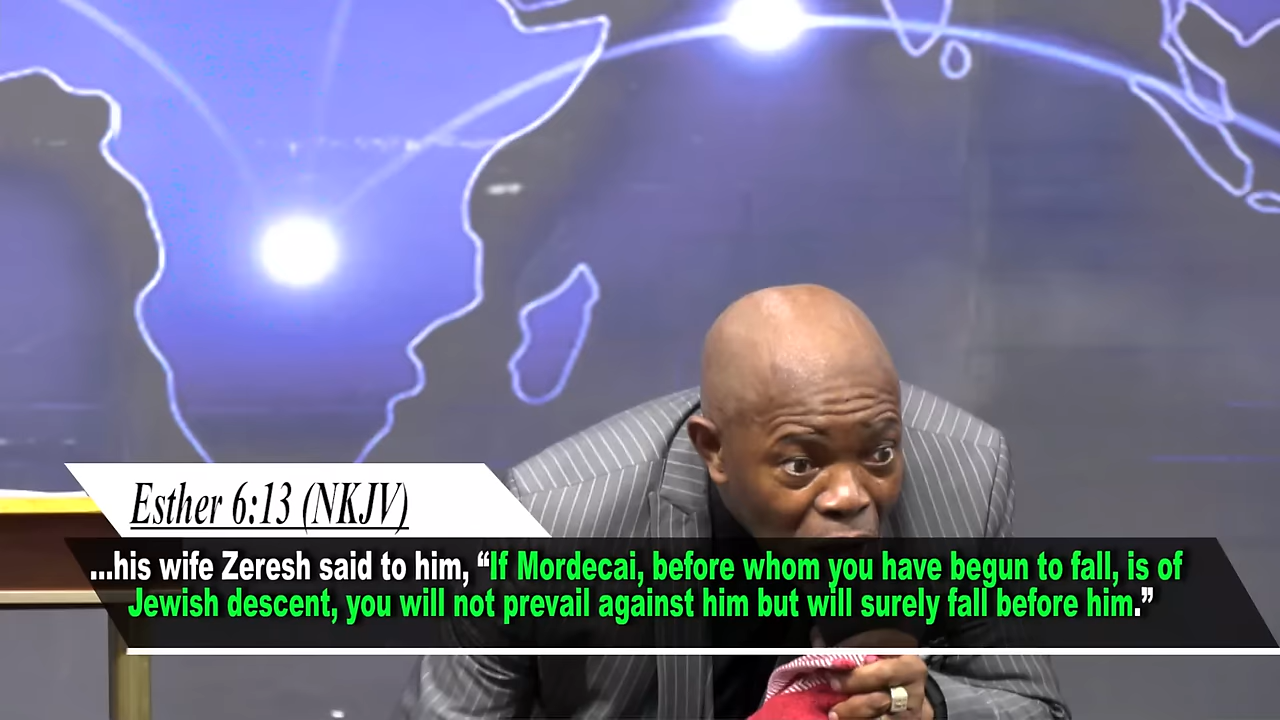 Esther 6:13 (NKJV)
...his wife Zeresh said to him, “If Mordecai, before whom you have begun to fall, is of
Jewish descent, you will not prevail against him but will surely fall before him.”